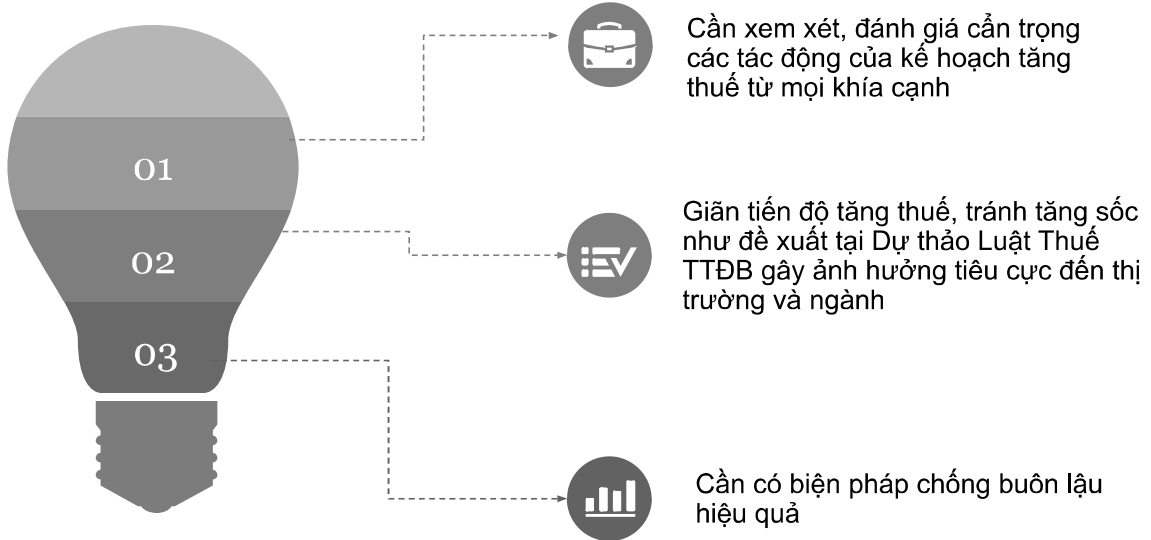 01
Cần xem xét, đánh giá cẩn trọng
các tác động của kế hoạch tăng
thuế từ mọi khía cạnh
02
Giãn tiến độ tăng thuế, tránh tăng sốc
như đề xuất tại Dự thảo Luật Thuế
TTĐB gây ảnh hưởng tiêu cực đến thị
trường và ngành
03
Cần có biện pháp chống buôn lậu
hiệu quả